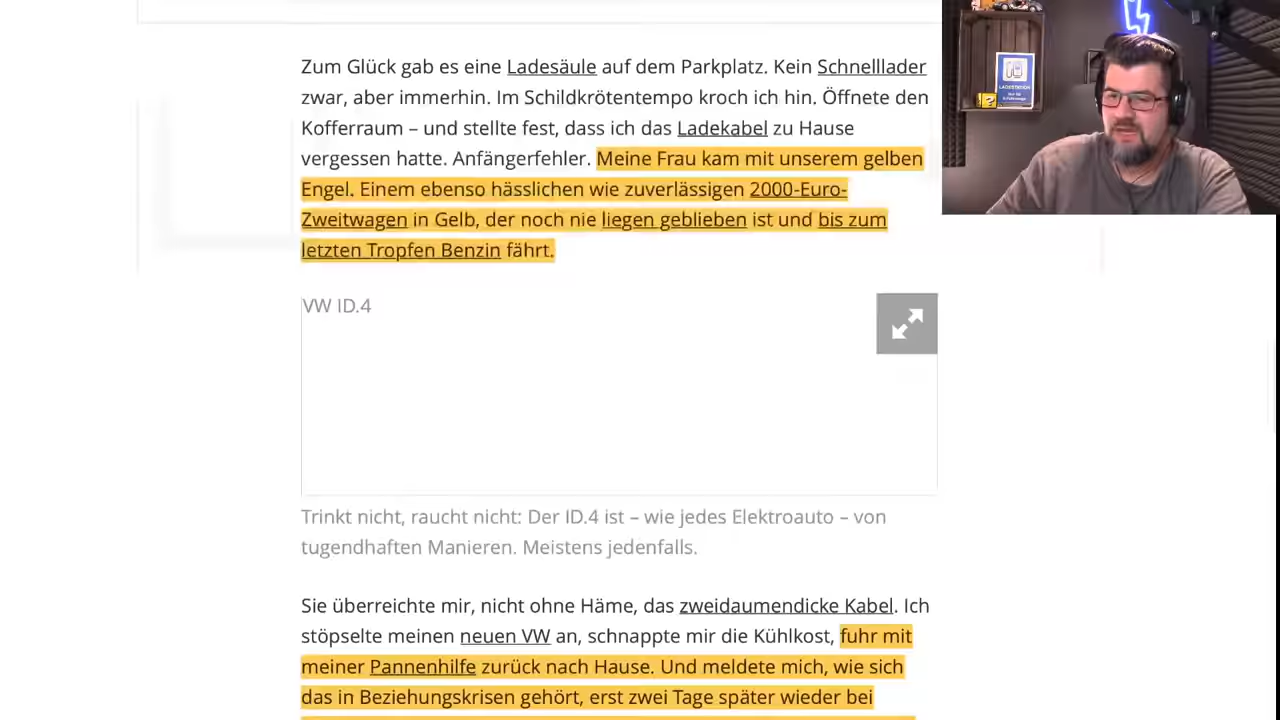 Zum Glück gab es eine Ladesäule auf dem Parkplatz. Kein Schnelllader
zwar, aber immerhin. Im Schildkrötentempo kroch ich hin. Öffnete den
Kofferraum – und stellte fest, dass ich das Ladekabel zu Hause
vergessen hatte. Anfängerfehler. Meine Frau kam mit unserem gelben
Engel. Einem ebenso hässlichen wie zuverlässigen 2000-Euro-
Zweitwagen in Gelb, der noch nie liegen geblieben ist und bis zum
letzten Tropfen Benzin fährt.
VW ID.4
Trinkt nicht, raucht nicht: Der ID.4 ist – wie jedes Elektroauto – von
tugendhaften Manieren. Meistens jedenfalls.
Sie überreichte mir, nicht ohne Häme, das zweidaumendicke Kabel. Ich
stöpselte meinen neuen VW an, schnappte mir die Kühlkost, fuhr mit
meiner Pannenhilfe zurück nach Hause. Und meldete mich, wie sich
das in Beziehungskrisen gehört, erst zwei Tage später wieder bei
LADESTATION